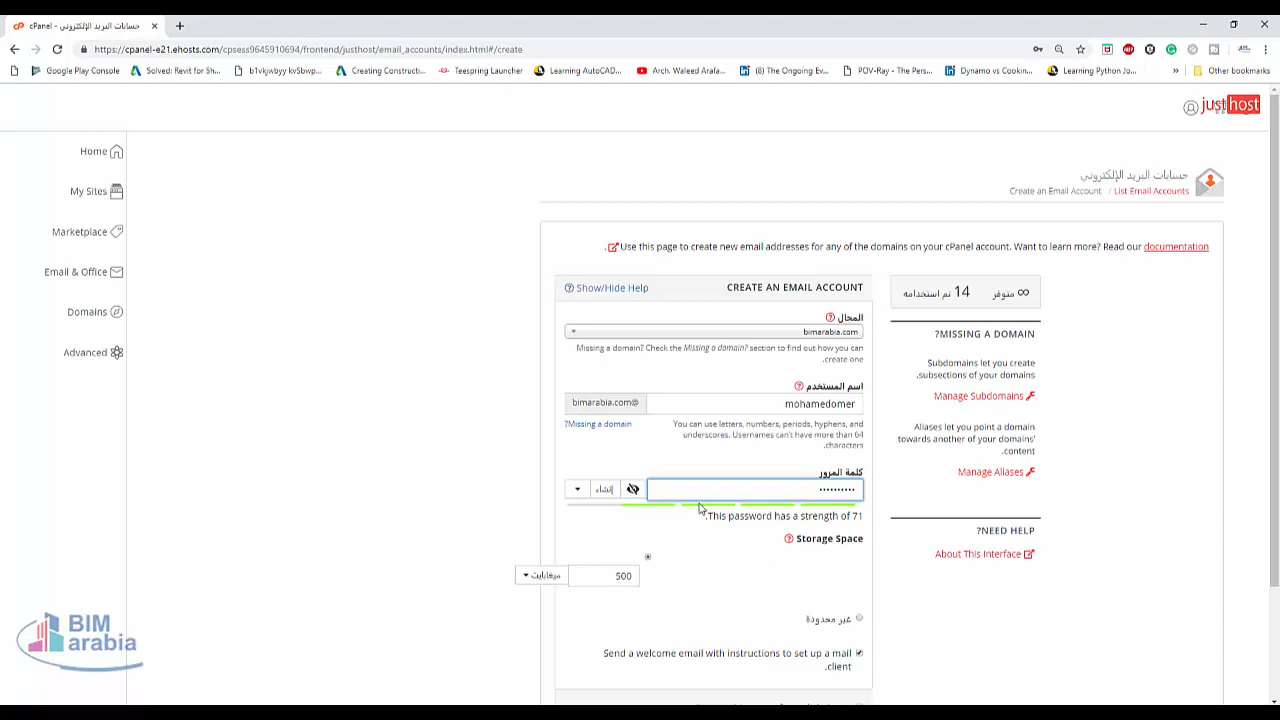 cPanel - حسابات البريد الإلكتروني
https://cpanel-e21.ehosts.com/cpsess9645910694/frontend/justhost/email_accounts/index.html#/create
Google Play Console
Solved: Revit for Sh...
b1vkjwbyy kvSbwp...
Creating Constructi...
Teespring Launcher
Learning AutoCAD...
Arch. Waleed Arafa...
(8) The Ongoing Ev...
POV-Ray - The Pers...
Dynamo vs Cookin...
Learning Python Jo...
»
Other bookmarks
justhost
Home
My Sites
Marketplace
Email & Office
Domains
Advanced
حسابات البريد الإلكتروني
Create an Email Account / List Email Accounts
Use this page to create new email addresses for any of the domains on your cPanel account. Want to learn more? Read our documentation.
CREATE AN EMAIL ACCOUNT
Show/Hide Help
المجال
bimarabia.com
Missing a domain? Check the Missing a domain? section to find out how you can
create one.
اسم المستخدم
mohamedomer
bimarabia.com@
You can use letters, numbers, periods, hyphens, and
underscores. Usernames can't have more than 64
characters.
Missing a domain?
كلمة المرور
••••••••••
إنشاء
This password has a strength of 71.
Storage Space
500
ميغابايت
غير محدودة
Send a welcome email with instructions to set up a mail
client.
∞ متوفر
14 تم استخدامه
MISSING A DOMAIN?
Subdomains let you create
subsections of your domains.
Manage Subdomains
Aliases let you point a domain
towards another of your domains'
content.
Manage Aliases
NEED HELP?
About This Interface
BIM
arabia